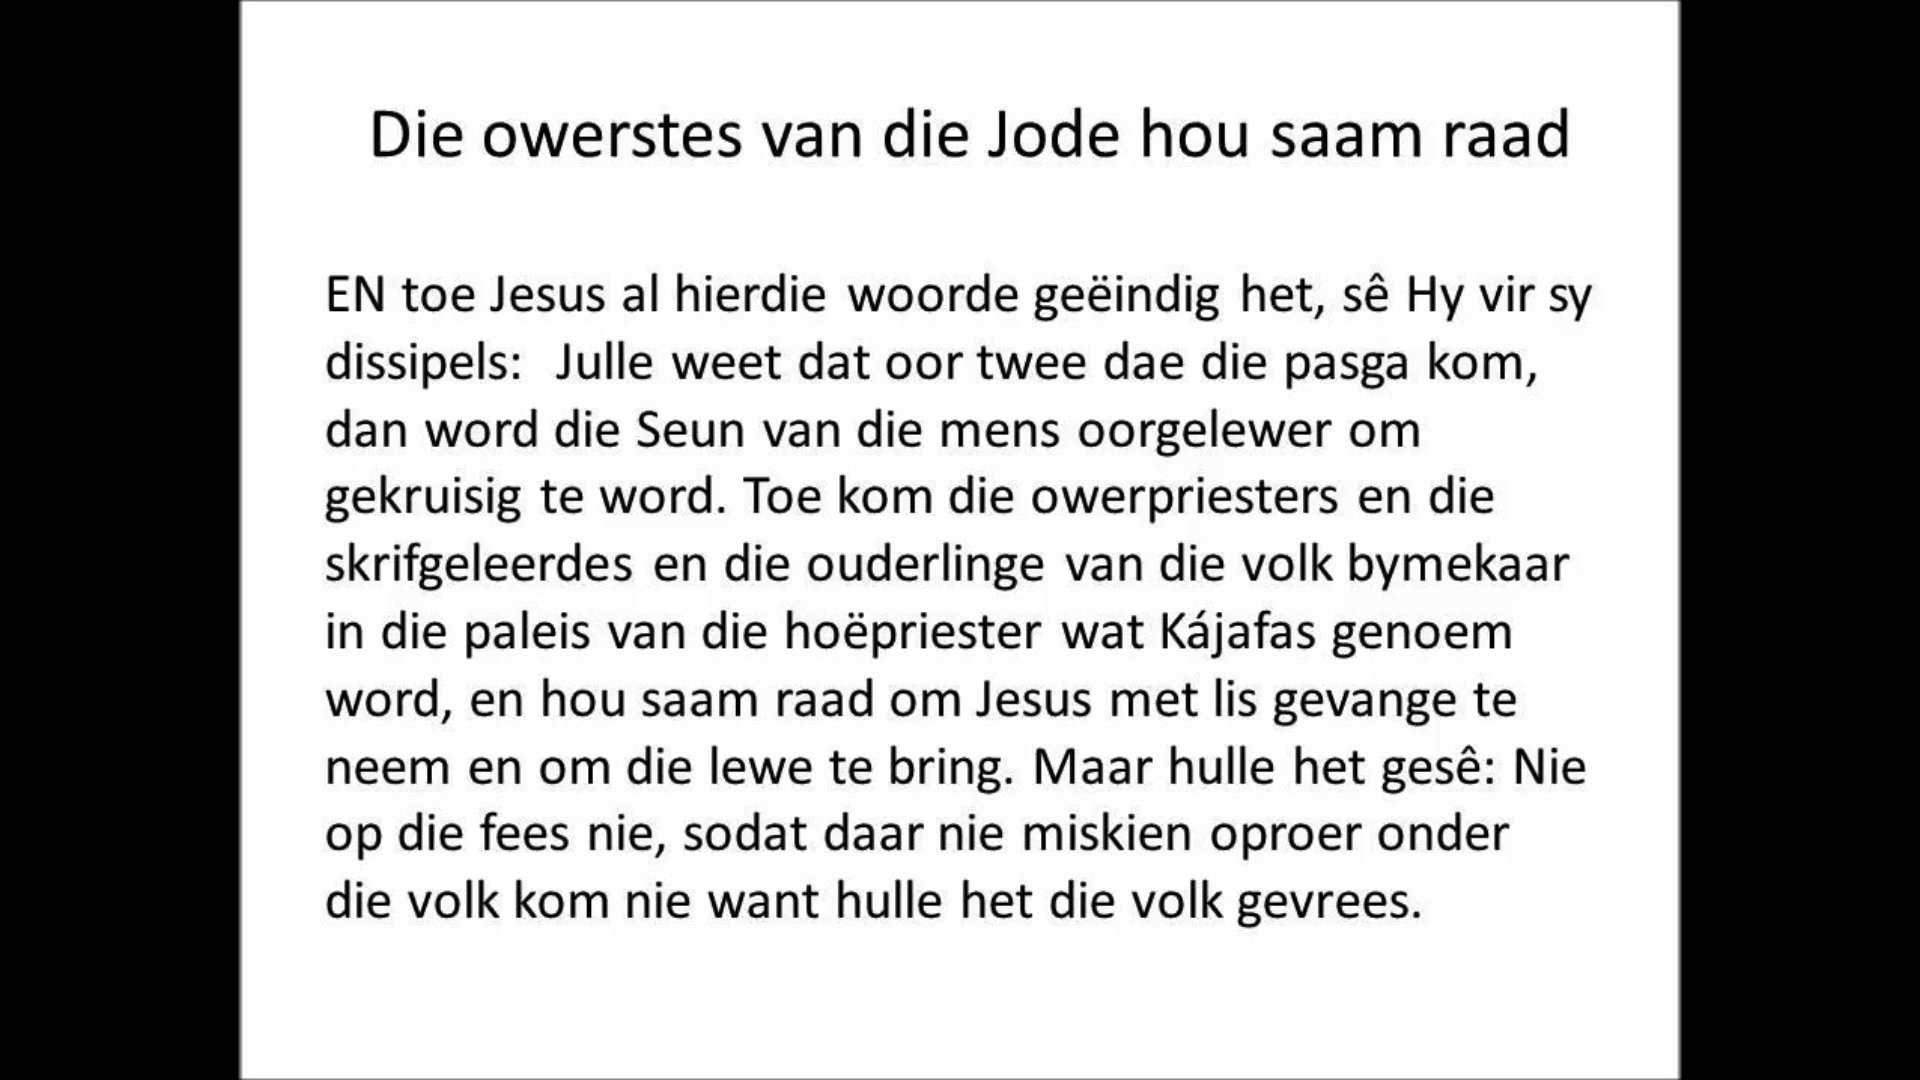 Die owerstes van die Jode hou saam raad
EN toe Jesus al hierdie woorde geëindig het, sê Hy vir sy
dissipels: Julle weet dat oor twee dae die pasga kom,
dan word die Seun van die mens oorgelewer om
gekruisig te word. Toe kom die owerpriesters en die
skrifgeleerdes en die ouderlinge van die volk bymekaar
in die paleis van die hoëpriester wat Kájafas genoem
word, en hou saam raad om Jesus met lis gevange te
neem en om die lewe te bring. Maar hulle het gesê: Nie
op die fees nie, sodat daar nie miskien oproer onder
die volk kom nie want hulle het die volk gevrees.